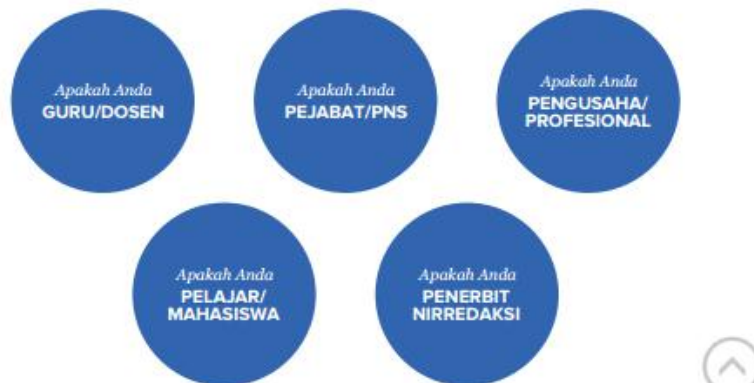 Apakah Anda
GURU/DOSEN
Apakah Anda
PEJABAT/PNS
Apakah Anda
PENGUSAHA/
PROFESIONAL
Apakah Anda
PELAJAR/
MAHASISWA
Apakah Anda
PENERBIT
NIRREDAKSI